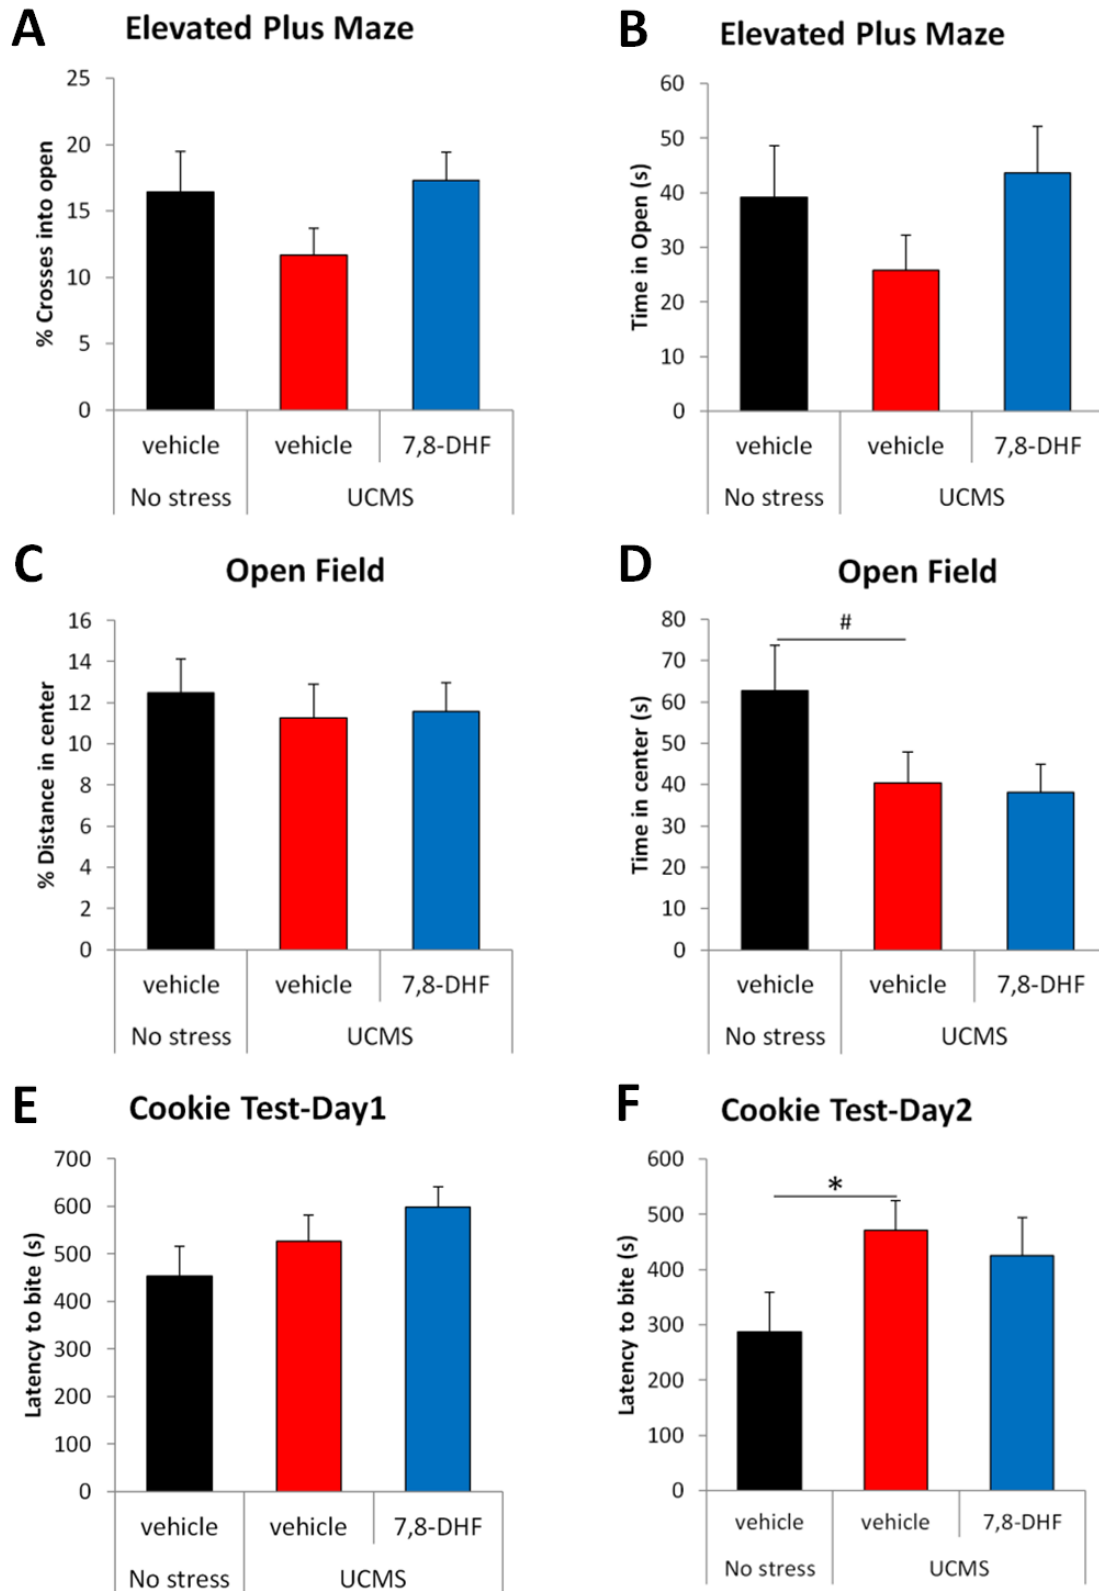 A
Elevated Plus Maze
% Crosses into open
25
20
15
10
5
0
vehicle vehicle 7,8-DHF
No stress UCMS
B
Elevated Plus Maze
Time in Open (s)
60
50
40
30
20
10
0
vehicle vehicle 7,8-DHF
No stress UCMS
C
Open Field
% Distance in center
16
14
12
10
8
6
4
2
0
vehicle vehicle 7,8-DHF
No stress UCMS
D
Open Field
Time in center (s)
80
70
60
50
40
30
20
10
0
#
vehicle vehicle 7,8-DHF
No stress UCMS
E
Cookie Test-Day1
Latency to bite (s)
700
600
500
400
300
200
100
0
vehicle vehicle 7,8-DHF
No stress UCMS
F
Cookie Test-Day2
Latency to bite (s)
600
500
400
300
200
100
0
*
vehicle vehicle 7,8-DHF
No stress UCMS